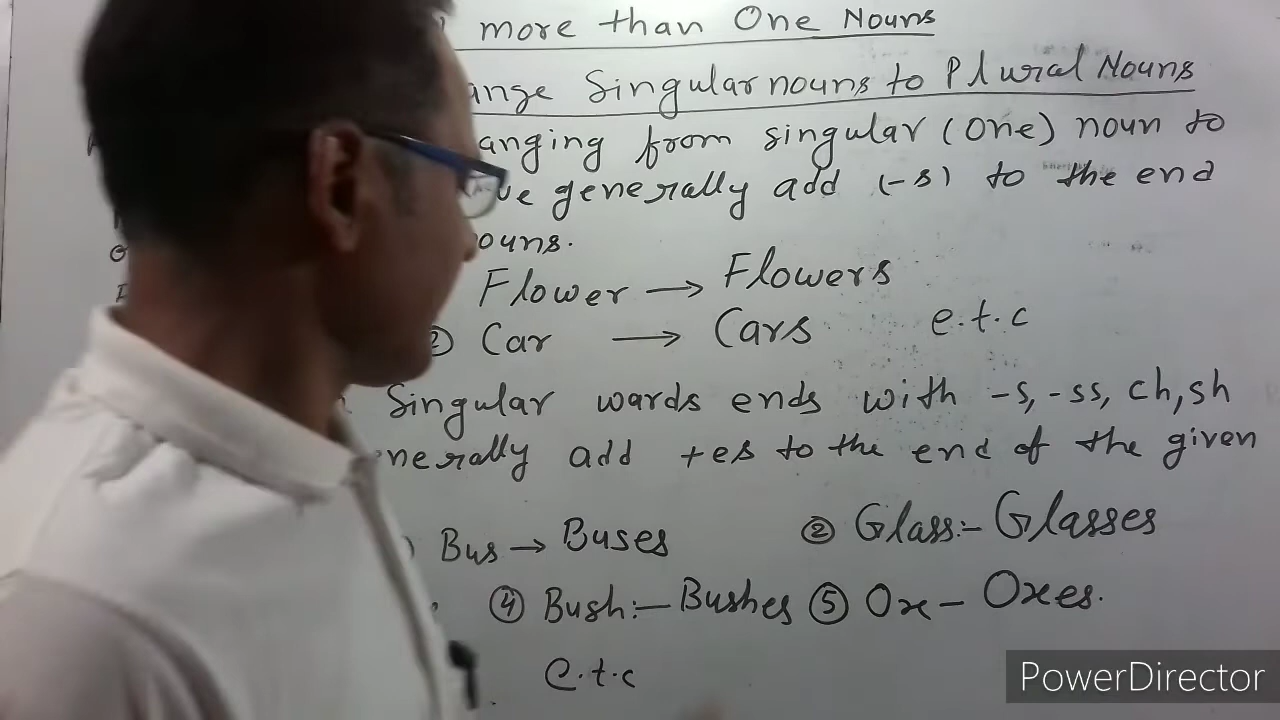 more than One Nouns
ange Singular nouns to Plural Nouns
anging from singular (One) noun to
we generally add (-s) to the end
ouns.
Flower → Flowers
② Car → Cars e.t.c
Singular wards ends with -s, -ss, ch, sh
nerally add +es to the end of the given
) Bus → Buses ② Glass:- Glasses
④ Bush:- Bushes ⑤ Ox - Oxes.
e.t.c
PowerDirector